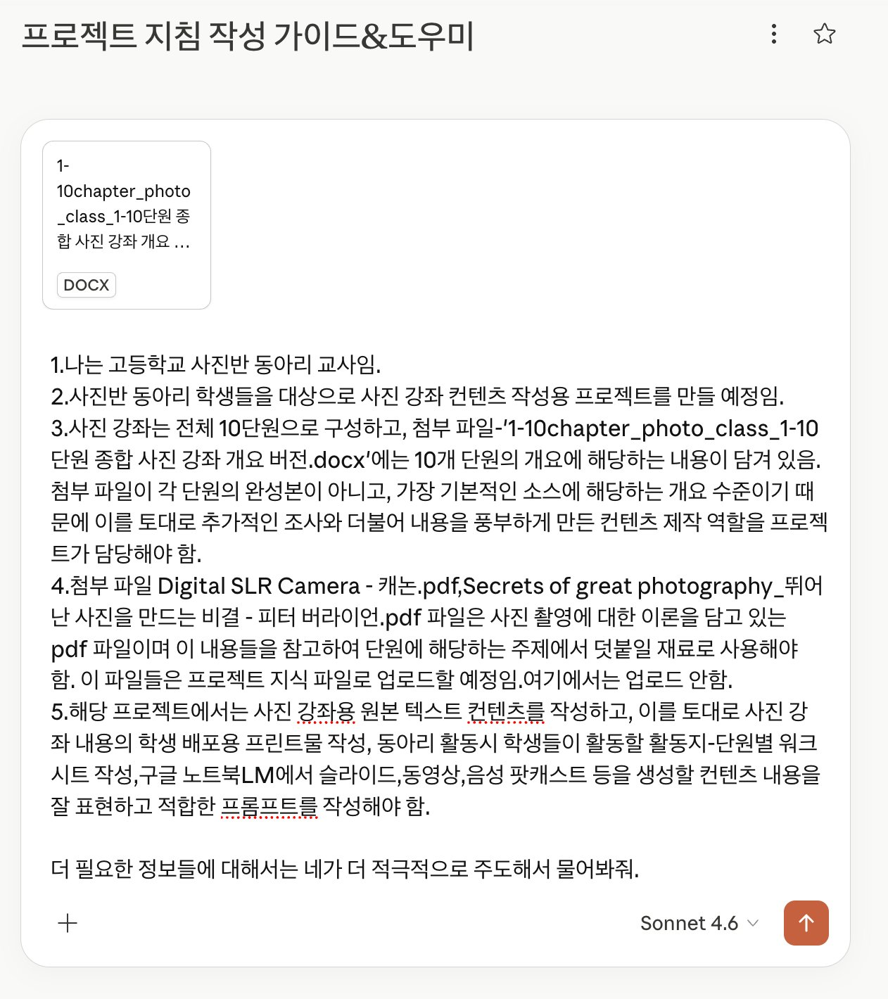 프로젝트 지침 작성 가이드&도우미
1-
10chapter_photo
_class_1-10단원 종
합 사진 강좌 개요 ...
DOCX
1.나는 고등학교 사진반 동아리 교사임.
2.사진반 동아리 학생들을 대상으로 사진 강좌 컨텐츠 작성용 프로젝트를 만들 예정임.
3.사진 강좌는 전체 10단원으로 구성하고, 첨부 파일-'1-10chapter_photo_class_1-10
단원 종합 사진 강좌 개요 버전.docx'에는 10개 단원의 개요에 해당하는 내용이 담겨 있음.
첨부 파일이 각 단원의 완성본이 아니고, 가장 기본적인 소스에 해당하는 개요 수준이기 때
문에 이를 토대로 추가적인 조사와 더불어 내용을 풍부하게 만든 컨텐츠 제작 역할을 프로젝
트가 담당해야 함.
4.첨부 파일 Digital SLR Camera - 캐논.pdf,Secrets of great photography_뛰어
난 사진을 만드는 비결 - 피터 버라이언.pdf 파일은 사진 촬영에 대한 이론을 담고 있는
pdf 파일이며 이 내용들을 참고하여 단원에 해당하는 주제에서 덧붙일 재료로 사용해야
함. 이 파일들은 프로젝트 지식 파일로 업로드할 예정임.여기에서는 업로드 안함.
5.해당 프로젝트에서는 사진 강좌용 원본 텍스트 컨텐츠를 작성하고, 이를 토대로 사진 강
좌 내용의 학생 배포용 프린트물 작성, 동아리 활동시 학생들이 활동할 활동지-단원별 워크
시트 작성,구글 노트북LM에서 슬라이드,동영상,음성 팟캐스트 등을 생성할 컨텐츠 내용을
잘 표현하고 적합한 프롬프트를 작성해야 함.
더 필요한 정보들에 대해서는 네가 더 적극적으로 주도해서 물어봐줘.
Sonnet 4.6